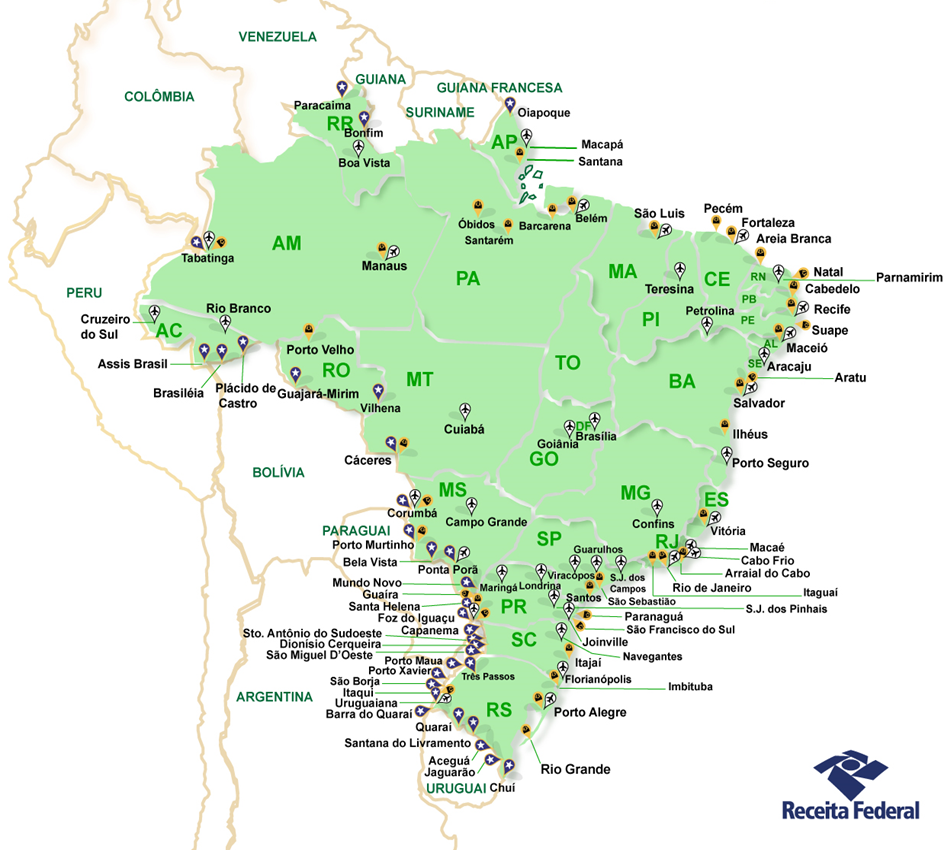 VENEZUELA
GUIANA
COLÔMBIA
GUIANA FRANCESA
Paracaima
SURINAME
Oiapoque
RR
Bonfim
AP
Macapá
Boa Vista
Santana
Óbidos
Santarém
Barcarena
Belém
São Luis
Pecém
Fortaleza
Areia Branca
AM
Tabatinga
Manaus
PA
MA
Teresina
CE
RN
Natal
Parnamirim
Cabedelo
PERU
Rio Branco
PB
Cruzeiro
do Sul
AC
PI
Petrolina
PE
Recife
Suape
Porto Velho
AL
Maceió
Assis Brasil
RO
MT
TO
SE
Aracaju
Brasiléia
Plácido de
Castro
Guajará-Mirim
Vilhena
BA
Aratu
Salvador
Cuiabá
DF
Goiânia
Brasília
Ilhéus
Cáceres
GO
Porto Seguro
BOLÍVIA
MS
MG
ES
Corumbá
Campo Grande
Confins
Vitória
PARAGUAI
SP
RJ
Porto Murtinho
Guarulhos
Macaé
Bela Vista
Cabo Frio
Ponta Porã
Viracopos
S.J. dos
Campos
Arraial do Cabo
Mundo Novo
Maringá
Londrina
Rio de Janeiro
Itaguaí
Guaíra
Santos
São Sebastião
Santa Helena
PR
S.J. dos Pinhais
Foz do Iguaçu
Paranaguá
Capanema
São Francisco do Sul
Sto. Antônio do Sudoeste
SC
Joinville
Dionísio Cerqueira
São Miguel D'Oeste
Navegantes
Porto Maua
Itajaí
Porto Xavier
Três Passos
Florianópolis
São Borja
Imbituba
Itaqui
ARGENTINA
Uruguaiana
RS
Barra do Quaraí
Porto Alegre
Quaraí
Santana do Livramento
Aceguá
Rio Grande
Jaguarão
URUGUAI
Chuí
Receita Federal